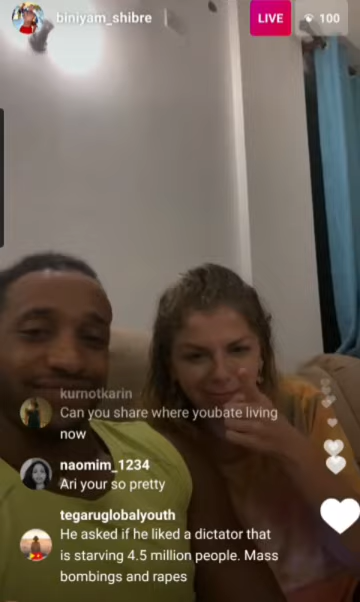 biniyam_shibre
LIVE
100
kurnotkarin
Can you share where youbate living
now
naomim_1234
Ari your so pretty
tegaruglobalyouth
He asked if he liked a dictator that
is starving 4.5 million people. Mass
bombings and rapes